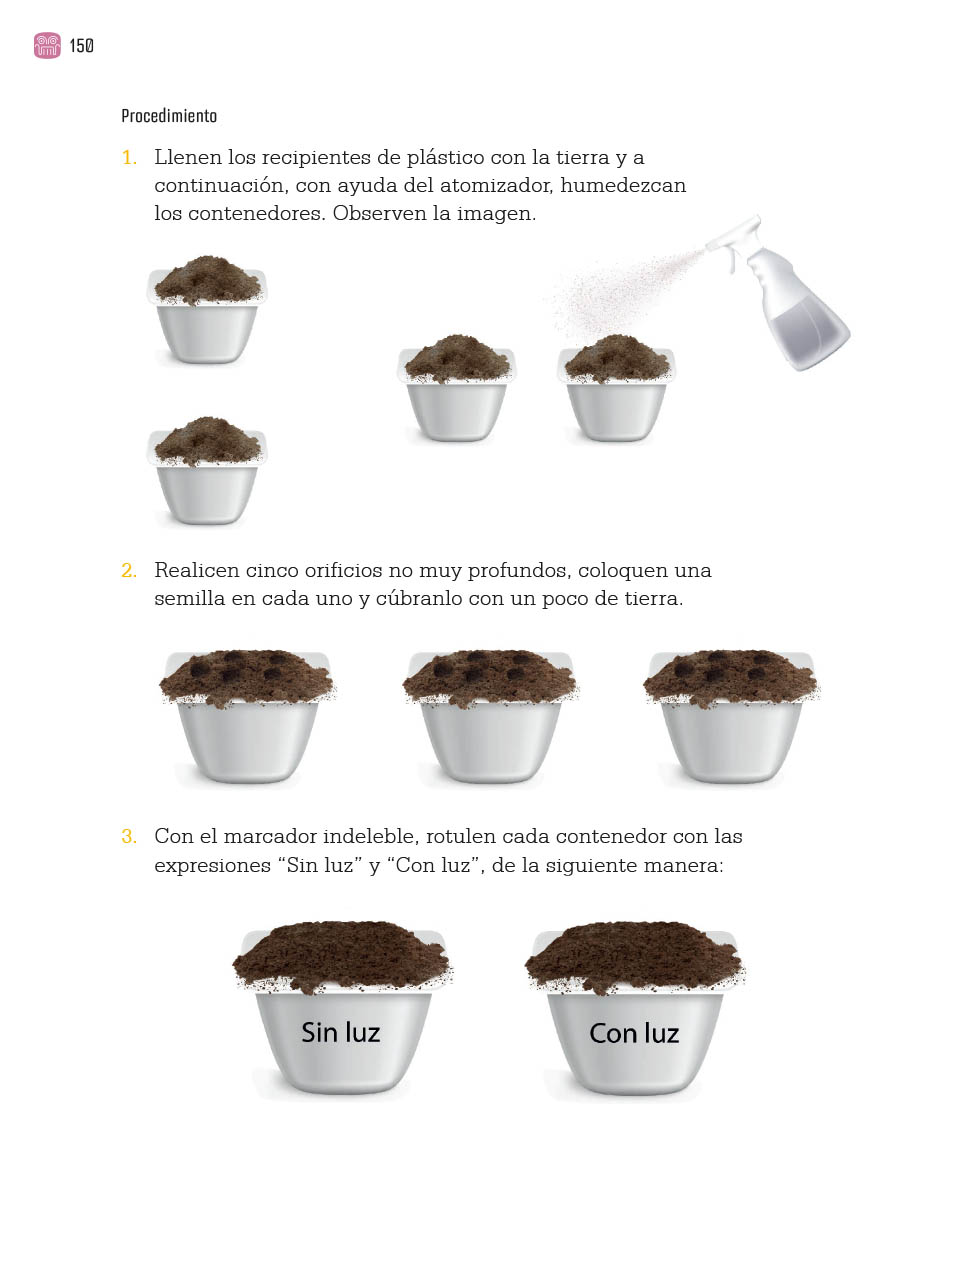 150
Procedimiento
1. Llenen los recipientes de plástico con la tierra y a
continuación, con ayuda del atomizador, humedezcan
los contenedores. Observen la imagen.
2. Realicen cinco orificios no muy profundos, coloquen una
semilla en cada uno y cúbranlo con un poco de tierra.
3. Con el marcador indeleble, rotulen cada contenedor con las
expresiones “Sin luz” y “Con luz”, de la siguiente manera:
Sin luz
Con luz